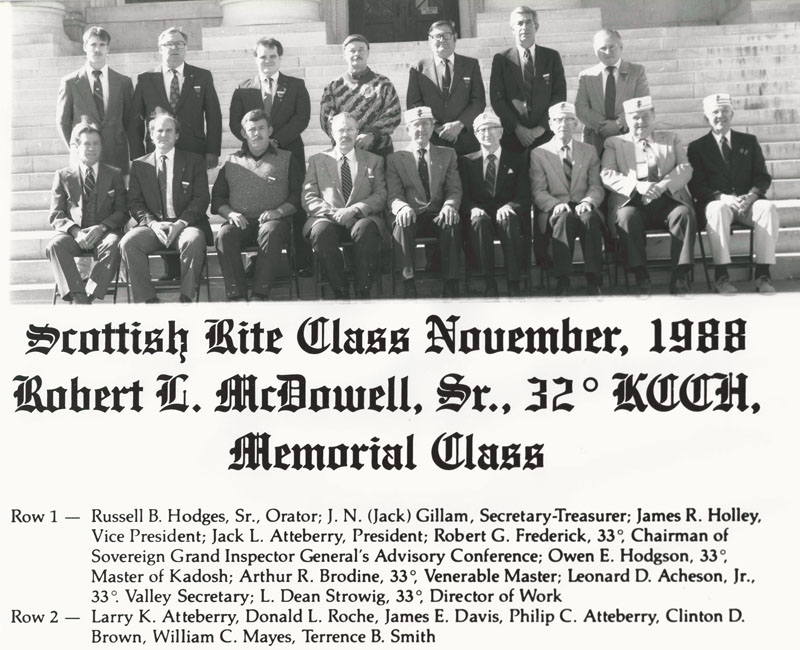 Scottish Rite Class November, 1988
Robert L. McDowell, Sr., 32° KCCH,
Memorial Class
Row 1 — Russell B. Hodges, Sr., Orator; J. N. (Jack) Gillam, Secretary-Treasurer; James R. Holley,
Vice President; Jack L. Atteberry, President; Robert G. Frederick, 33°, Chairman of
Sovereign Grand Inspector General's Advisory Conference; Owen E. Hodgson, 33°,
Master of Kadosh; Arthur R. Brodine, 33°, Venerable Master; Leonard D. Acheson, Jr.,
33°. Valley Secretary; L. Dean Strowig, 33°, Director of Work
Row 2 — Larry K. Atteberry, Donald L. Roche, James E. Davis, Philip C. Atteberry, Clinton D.
Brown, William C. Mayes, Terrence B. Smith